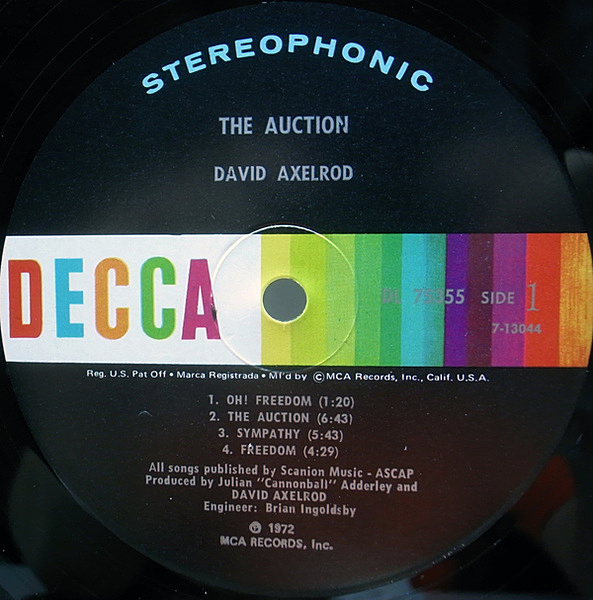 STEREOPHONIC
THE AUCTION
DAVID AXELROD
DECCA
DL 75355 SIDE 1
7-13044
Reg. U.S. Pat Off • Marca Registrada • Mf'd by ©MCA Records, Inc., Calif. U.S.A.
1. OH! FREEDOM (1:20)
2. THE AUCTION (6:43)
3. SYMPATHY (5:43)
4. FREEDOM (4:29)
All songs published by Scanion Music - ASCAP
Produced by Julian "Cannonball" Adderley and
DAVID AXELROD
Engineer: Brian Ingoldsby
℗ 1972
MCA RECORDS, Inc.